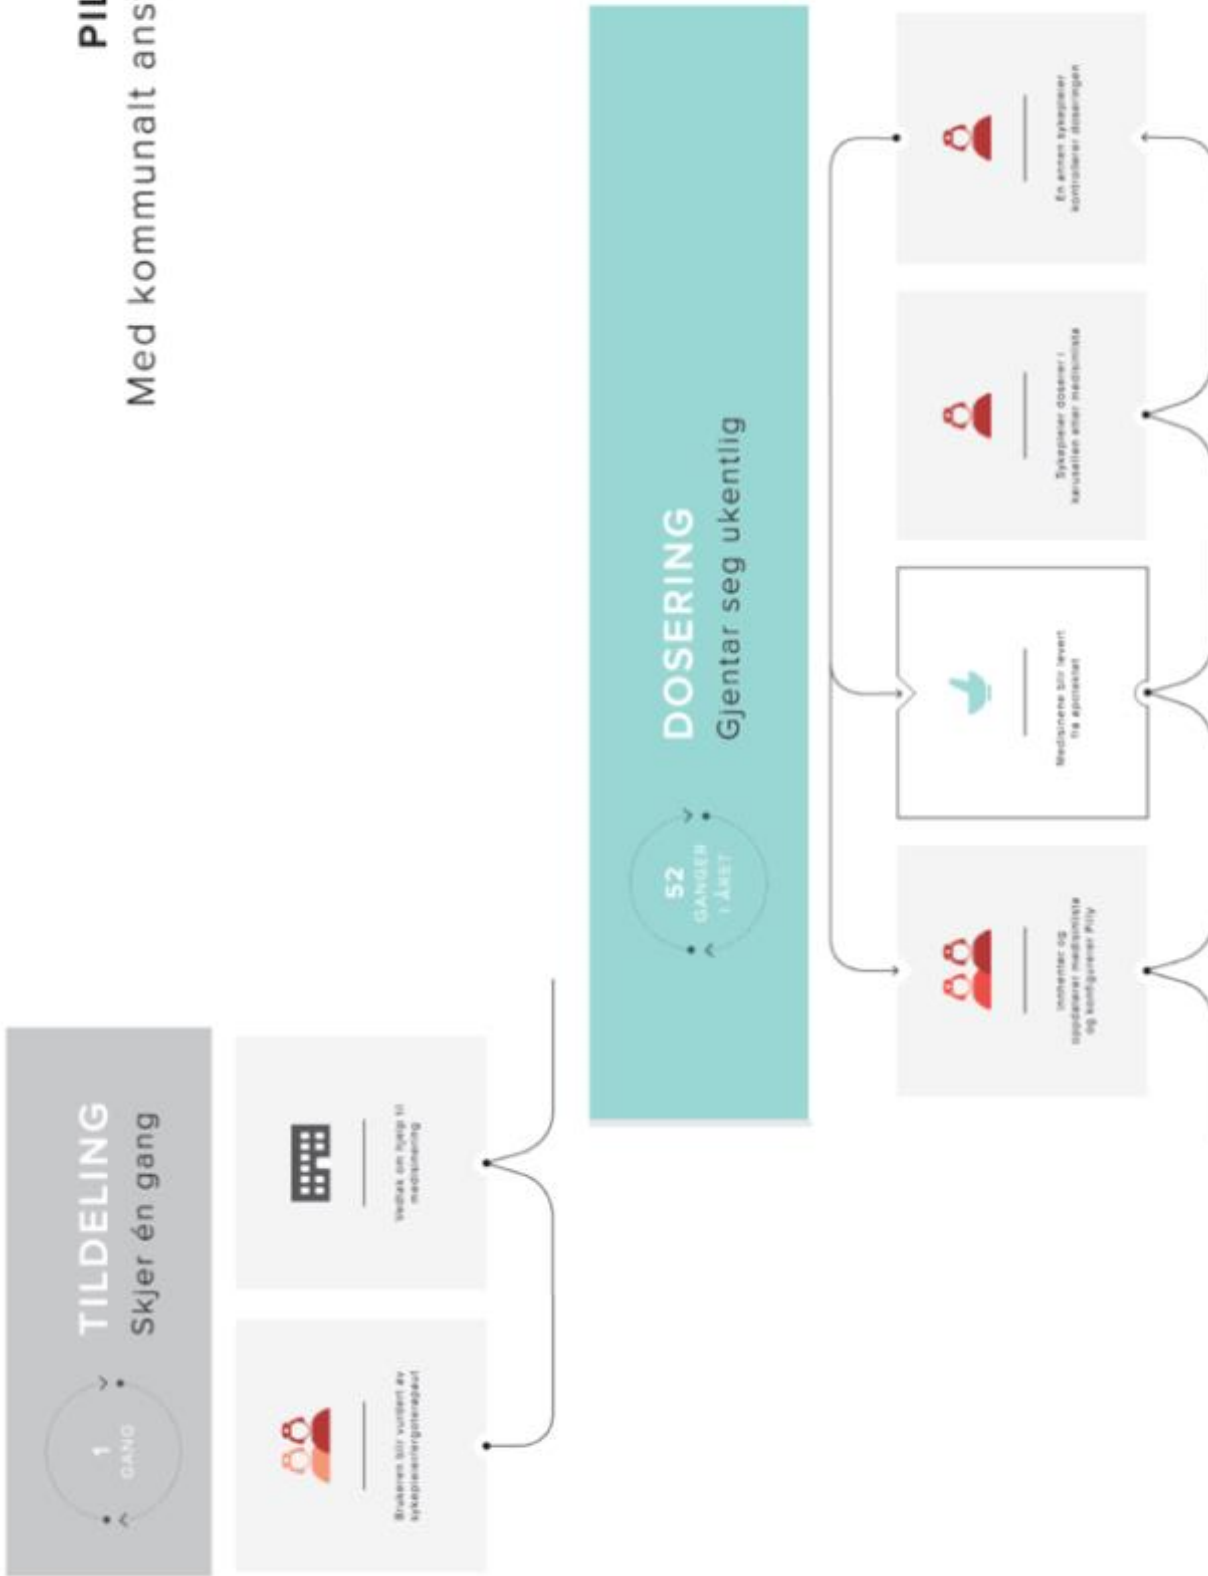 PIL
Med kommunalt ans
TILDELING
Skjer én gang
1
GANG
Brukeren blir vurdert av
sykepleier/ergoterapaut
Vedtak om hjelp til
medisinering
DOSERING
Gjentar seg ukentlig
52
GANGER
I ÅRET
Innhenter og
oppdaterer medisinliste
og konfigurerer Pilly
Medisinene blir levert
fra apoteket
Sykepleier doserer i
karusellen etter medisinliste
En annen sykepleier
kontrollerer doseringen